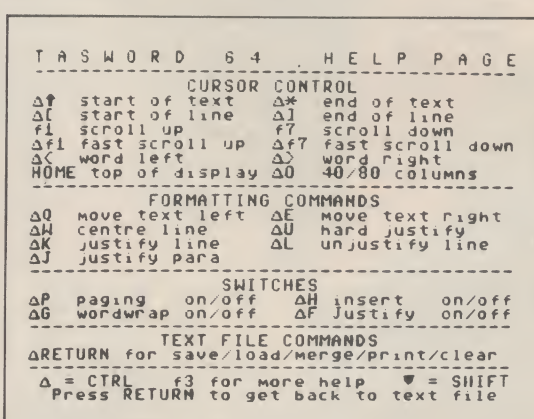 T A S W O R D  6 4  .  H E L P  P A G E
CURSOR CONTROL
Δ↑ start of text Δ* end of text
Δ[ start of line Δ] end of line
f1 scroll up f7 scroll down
Δf1 fast scroll up Δf7 fast scroll down
Δ< word left Δ> word right
HOME top of display ΔO 40/80 columns
FORMATTING COMMANDS
ΔQ Move text left ΔE Move text right
ΔW centre line ΔU hard justify
ΔK justify line ΔL unjustify line
ΔJ justify para
SWITCHES
ΔP paging on/off ΔH insert on/off
ΔG wordwrap on/off ΔF Justify on/off
TEXT FILE COMMANDS
ΔRETURN for save/load/Merge/print/clear
Δ = CTRL f3 for More help ▼ = SHIFT
Press RETURN to get back to text file